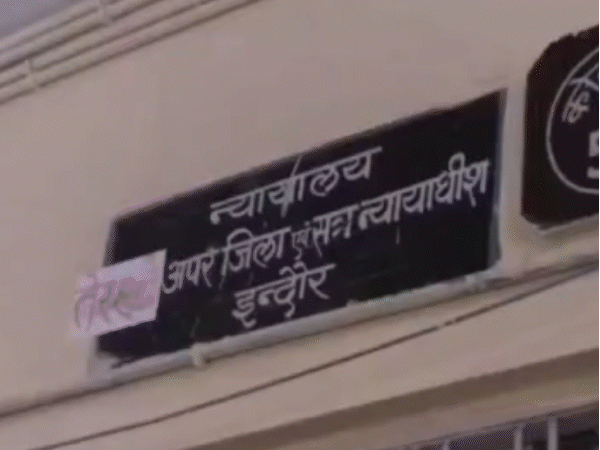 न्यायालय
अपर जिला एवं सत्र न्यायाधीश
इन्दौर